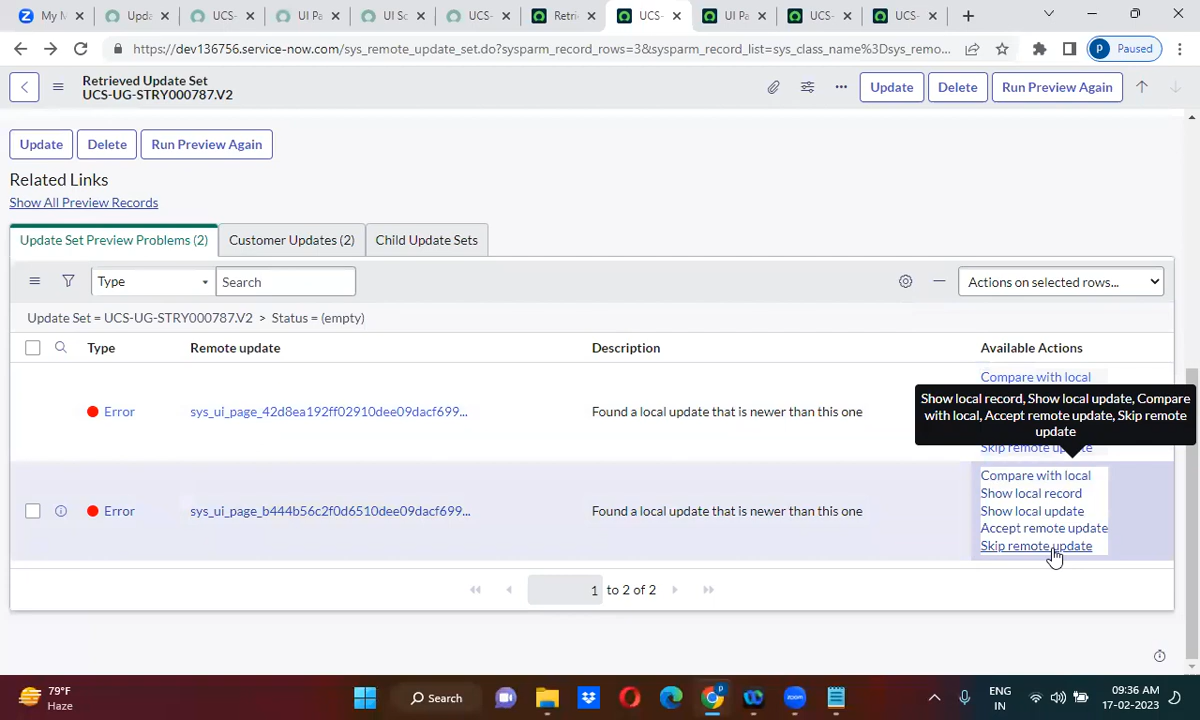 My M
Upda
UCS-
UI Pa
UI Sc
UCS-
Retri
UCS-
UI Pa
UCS-
UCS-
https://dev136756.service-now.com/sys_remote_update_set.do?sysparm_record_rows=3&sysparm_record_list=sys_class_name%3Dsys_remo...
P Paused
Retrieved Update Set
UCS-UG-STRY000787.V2
Update
Delete
Run Preview Again
Update
Delete
Run Preview Again
Related Links
Show All Preview Records
Update Set Preview Problems (2)
Customer Updates (2)
Child Update Sets
Type
Search
Actions on selected rows...
Update Set = UCS-UG-STRY000787.V2 > Status = (empty)
Type
Remote update
Description
Available Actions
Error
sys_ui_page_42d8ea192ff02910dee09dacf699...
Found a local update that is newer than this one
Compare with local
Show local record, Show local update, Compare
with local, Accept remote update, Skip remote
update
Skip remote update
Error
sys_ui_page_b444b56c2f0d6510dee09dacf699...
Found a local update that is newer than this one
Compare with local
Show local record
Show local update
Accept remote update
Skip remote update
1 to 2 of 2
79°F
Haze
Search
P
zoom
ENG
IN
09:36 AM
17-02-2023